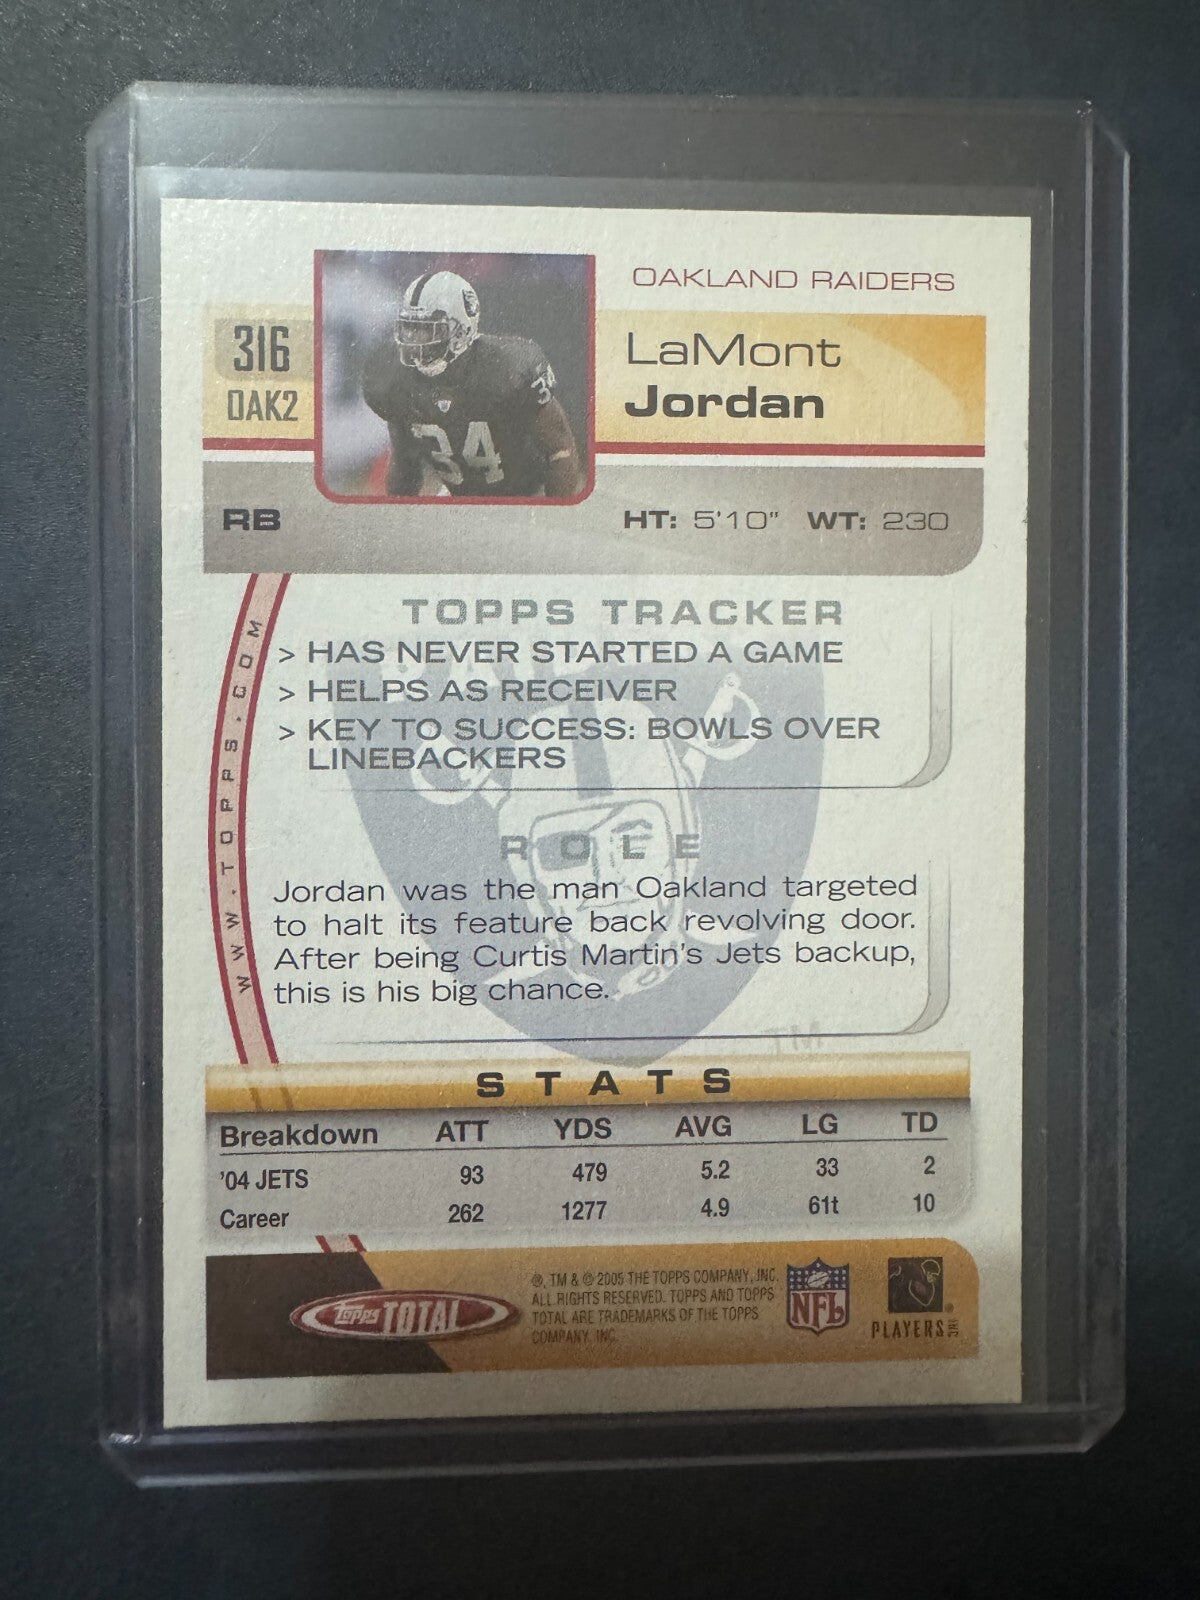 OAKLAND RAIDERS
316
OAK2
LaMont
Jordan
34
34
RB
HT: 5'10" WT: 230
WWW.TOPPS.COM
TOPPS TRACKER
> HAS NEVER STARTED A GAME
> HELPS AS RECEIVER
> KEY TO SUCCESS: BOWLS OVER
LINEBACKERS
ROLE
Jordan was the man Oakland targeted
to halt its feature back revolving door.
After being Curtis Martin's Jets backup,
this is his big chance.
TM
STATS
Breakdown ATT YDS AVG LG TD
'04 JETS 93 479 5.2 33 2
Career 262 1277 4.9 61t 10
Topps TOTAL
®, TM & © 2005 THE TOPPS COMPANY, INC.
ALL RIGHTS RESERVED. TOPPS AND TOPPS
TOTAL ARE TRADEMARKS OF THE TOPPS
COMPANY, INC.
NFL
PLAYERS INC ®